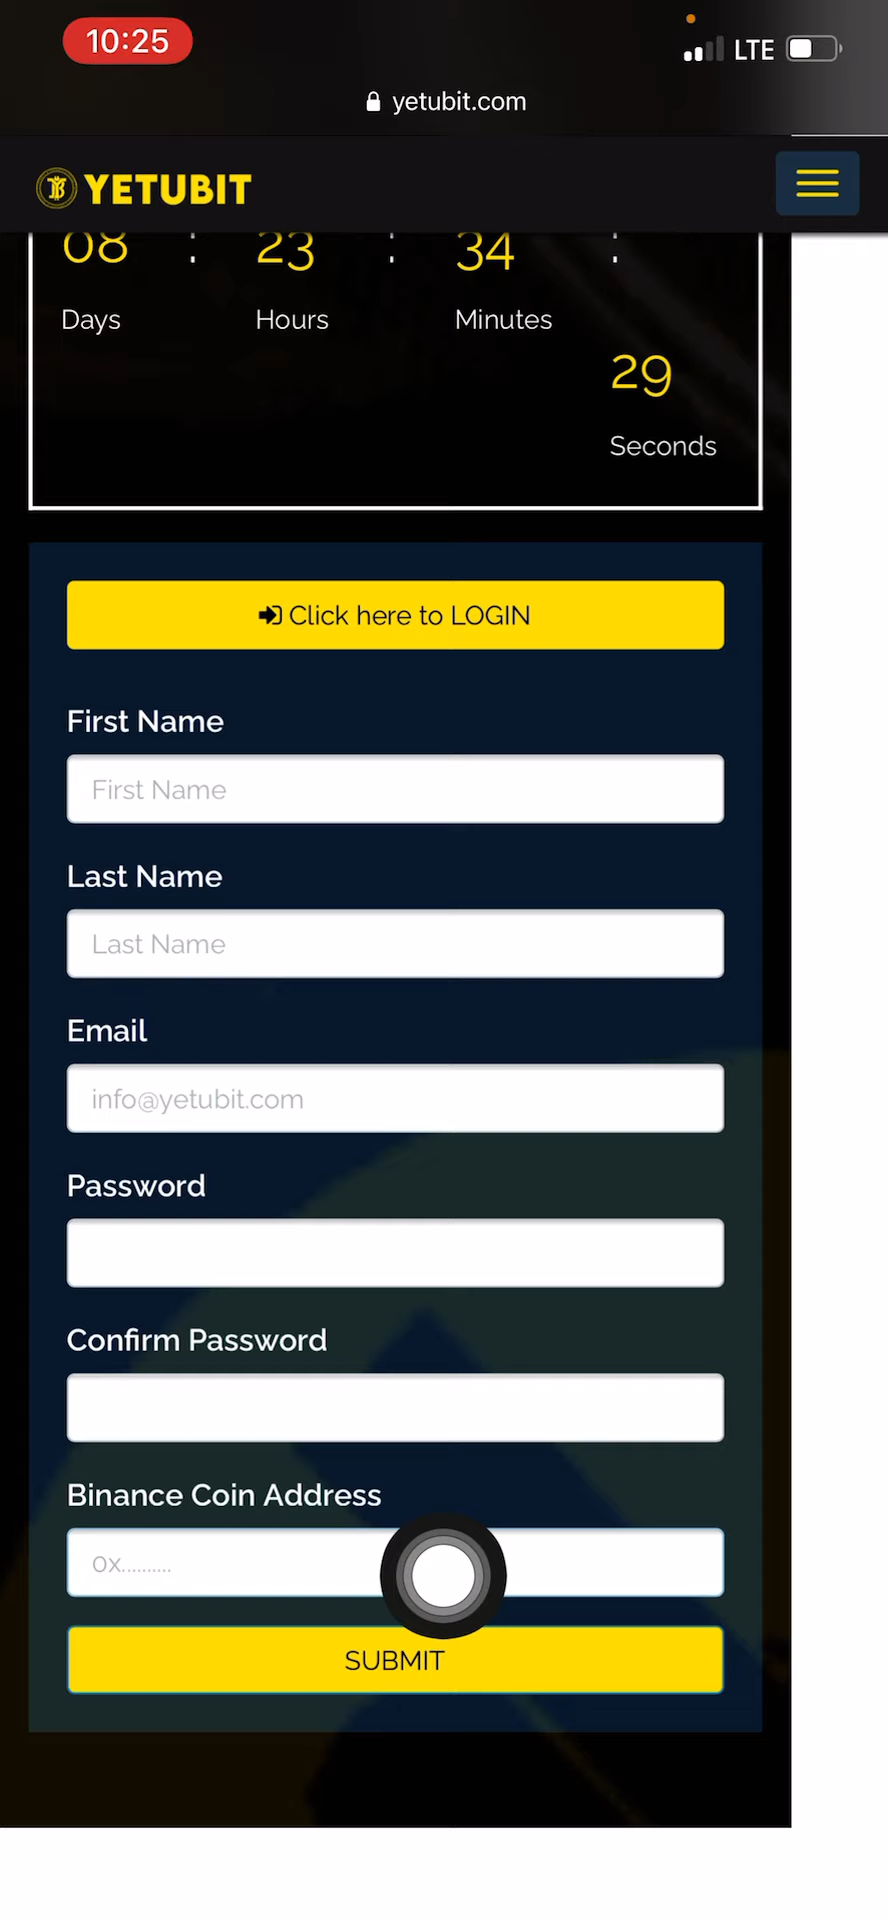 10:25
LTE
yetubit.com
YETUBIT
08 : 23 : 34 :
Days Hours Minutes
29
Seconds
Click here to LOGIN
First Name
First Name
Last Name
Last Name
Email
info@yetubit.com
Password
Confirm Password
Binance Coin Address
0x..........
SUBMIT